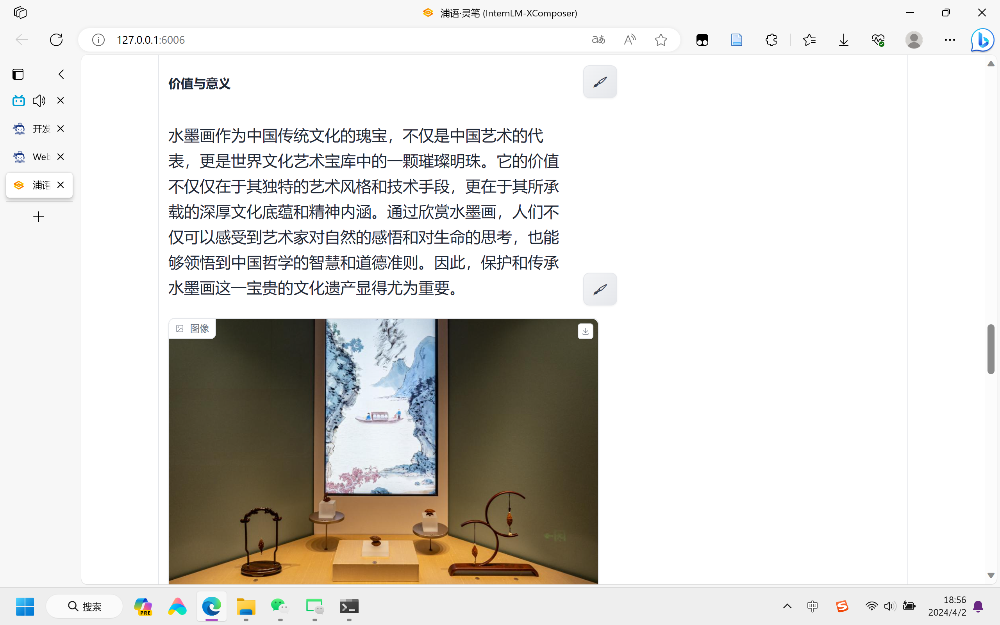 浦语·灵笔 (InternLM-XComposer)
127.0.0.1:6006
aあ
开发
Web
浦语
价值与意义
水墨画作为中国传统文化的瑰宝，不仅是中国艺术的代
表，更是世界文化艺术宝库中的一颗璀璨明珠。它的价值
不仅仅在于其独特的艺术风格和技术手段，更在于其所承
载的深厚文化底蕴和精神内涵。通过欣赏水墨画，人们不
仅可以感受到艺术家对自然的感悟和对生命的思考，也能
够领悟到中国哲学的智慧和道德准则。因此，保护和传承
水墨画这一宝贵的文化遗产显得尤为重要。
图像
搜索
PRE
中
18:56
2024/4/2